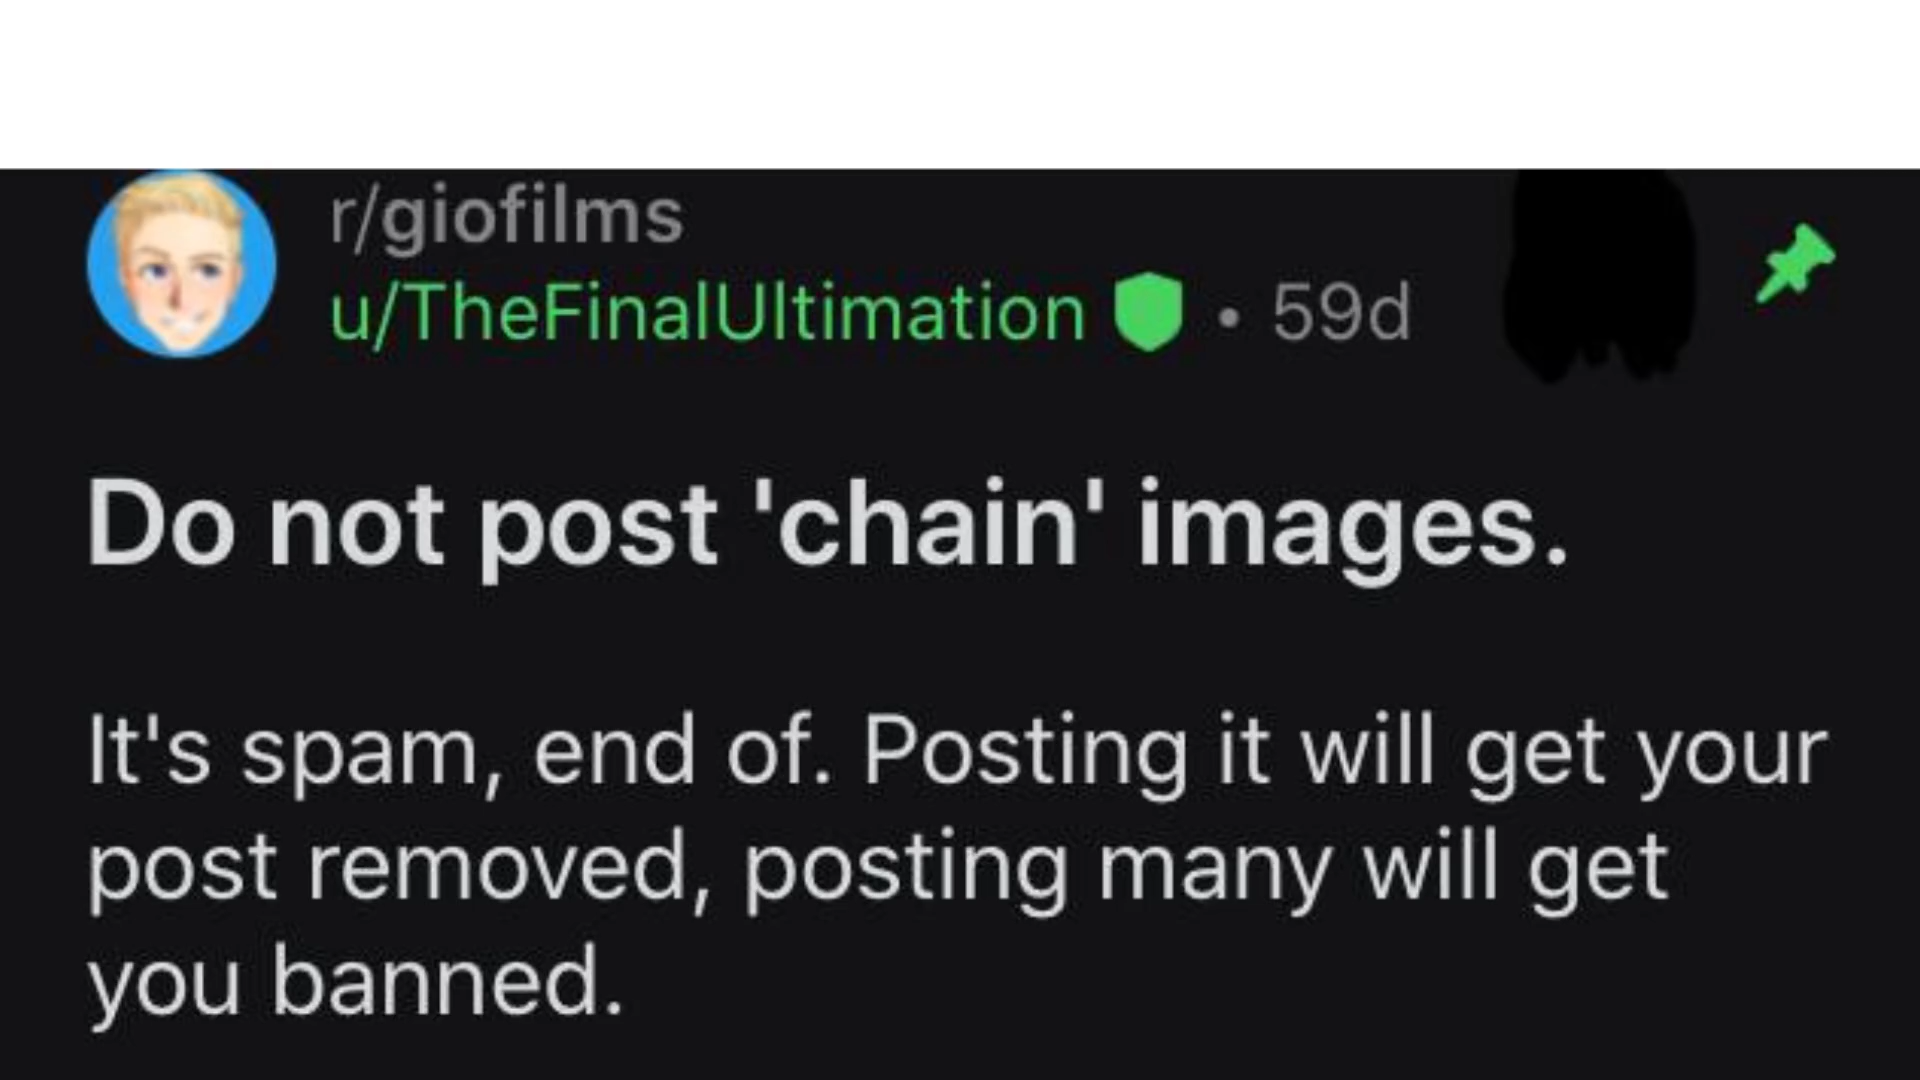 r/giofilms
u/TheFinalUltimation • 59d
Do not post 'chain' images.
It's spam, end of. Posting it will get your
post removed, posting many will get
you banned.